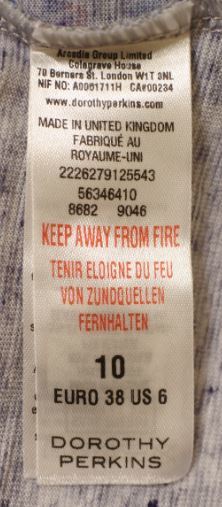 Arcadia Group Limited
Colegrave House
70 Berners St. London W1T 3NL
NIF NO: A0061711H CA#00234
www.dorothyperkins.com
MADE IN UNITED KINGDOM
FABRIQUÉ AU
ROYAUME-UNI
2226279125543
56346410
8682 9046
KEEP AWAY FROM FIRE
TENIR ELOIGNE DU FEU
VON ZUNDQUELLEN
FERNHALTEN
10
EURO 38 US 6
DOROTHY
PERKINS